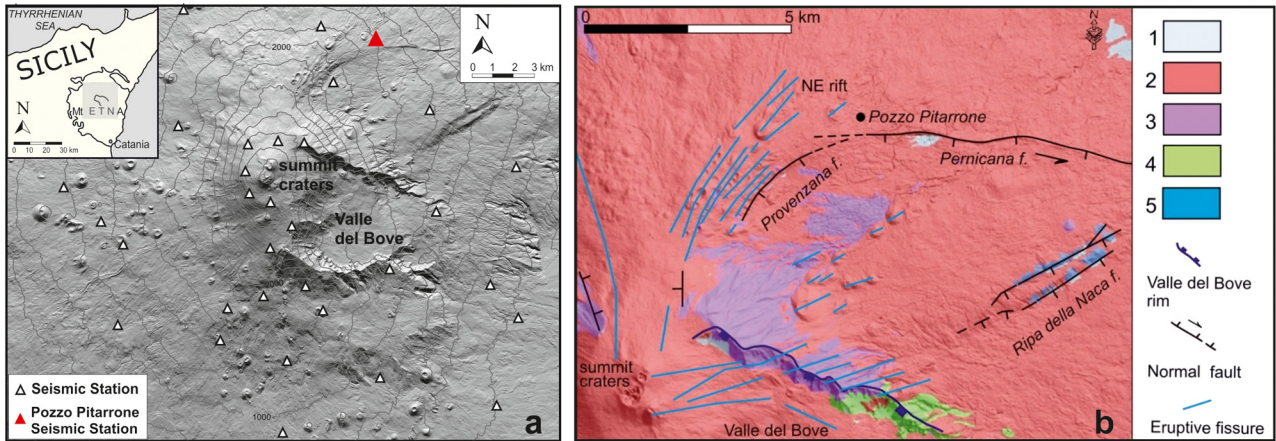 THYRRHENIAN
SEA
SICILY
N
Mt E T N A
Catania
0 10 20 30 km
2000
N
0 1 2 3 km
summit
craters
Valle
del Bove
2000
1000
Seismic Station
Pozzo Pitarrone
Seismic Station
a
0 5 km
N
NE rift
Pozzo Pitarrone
Pernicana f.
Provenzana f.
Ripa della Naca f.
summit
craters
Valle del Bove
b
1
2
3
4
5
Valle del Bove
rim
Normal fault
Eruptive fissure